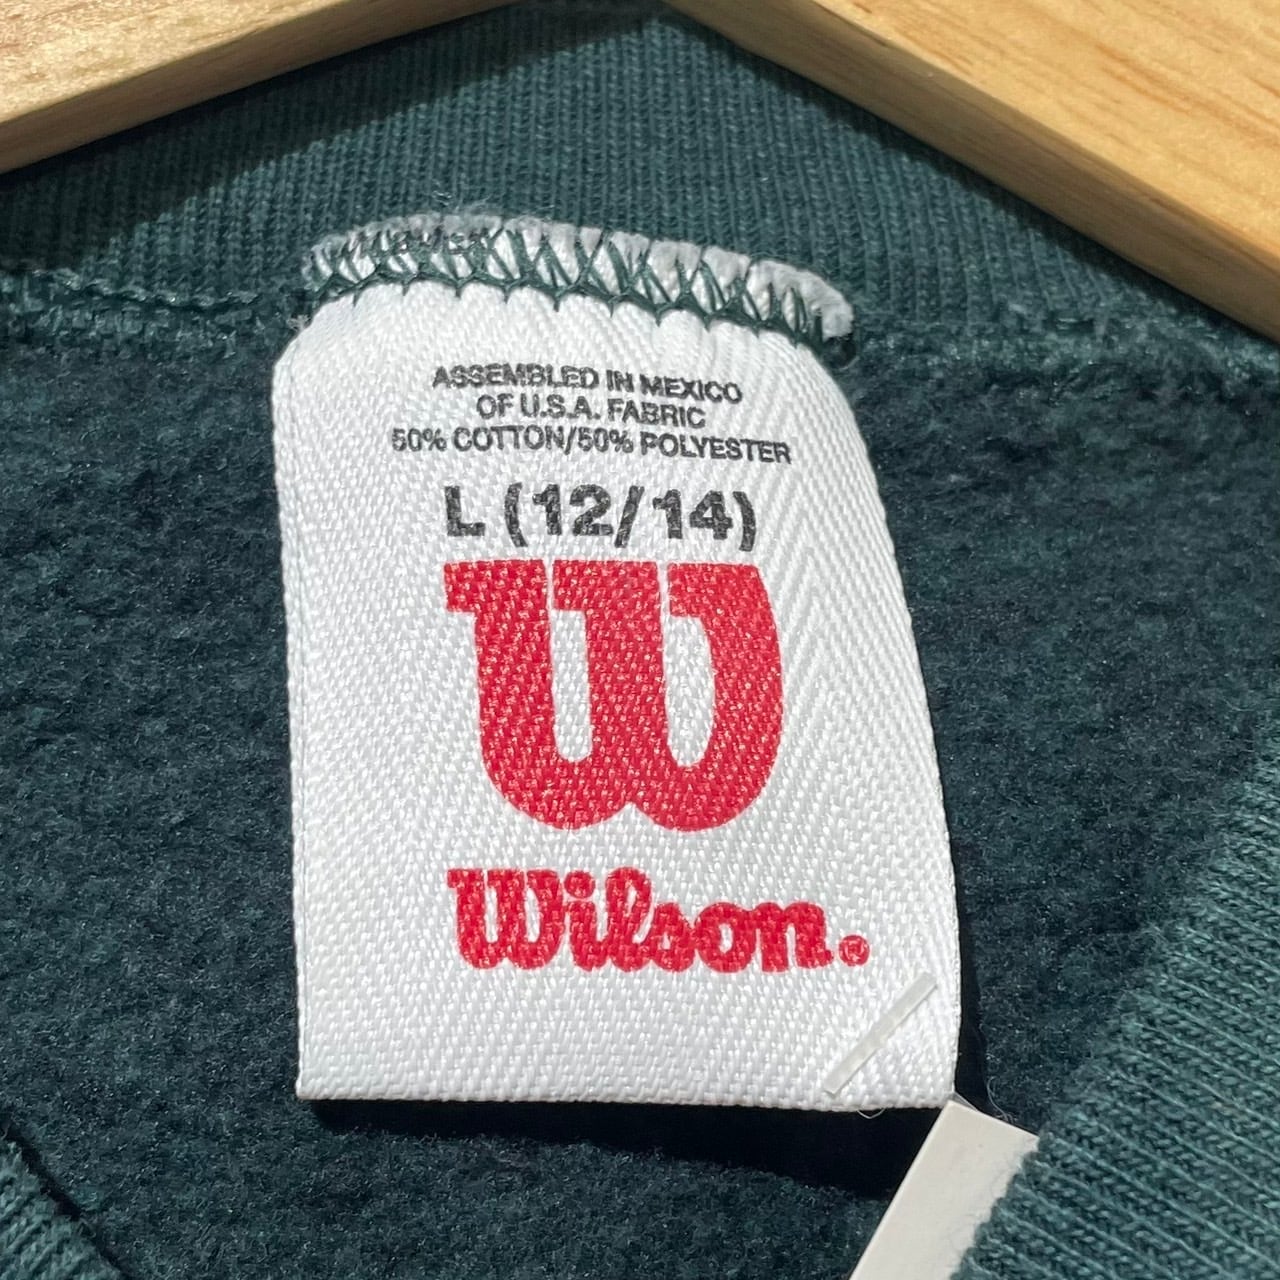 ASSEMBLED IN MEXICO
OF U.S.A. FABRIC
50% COTTON/50% POLYESTER
L (12/14)
W
Wilson®